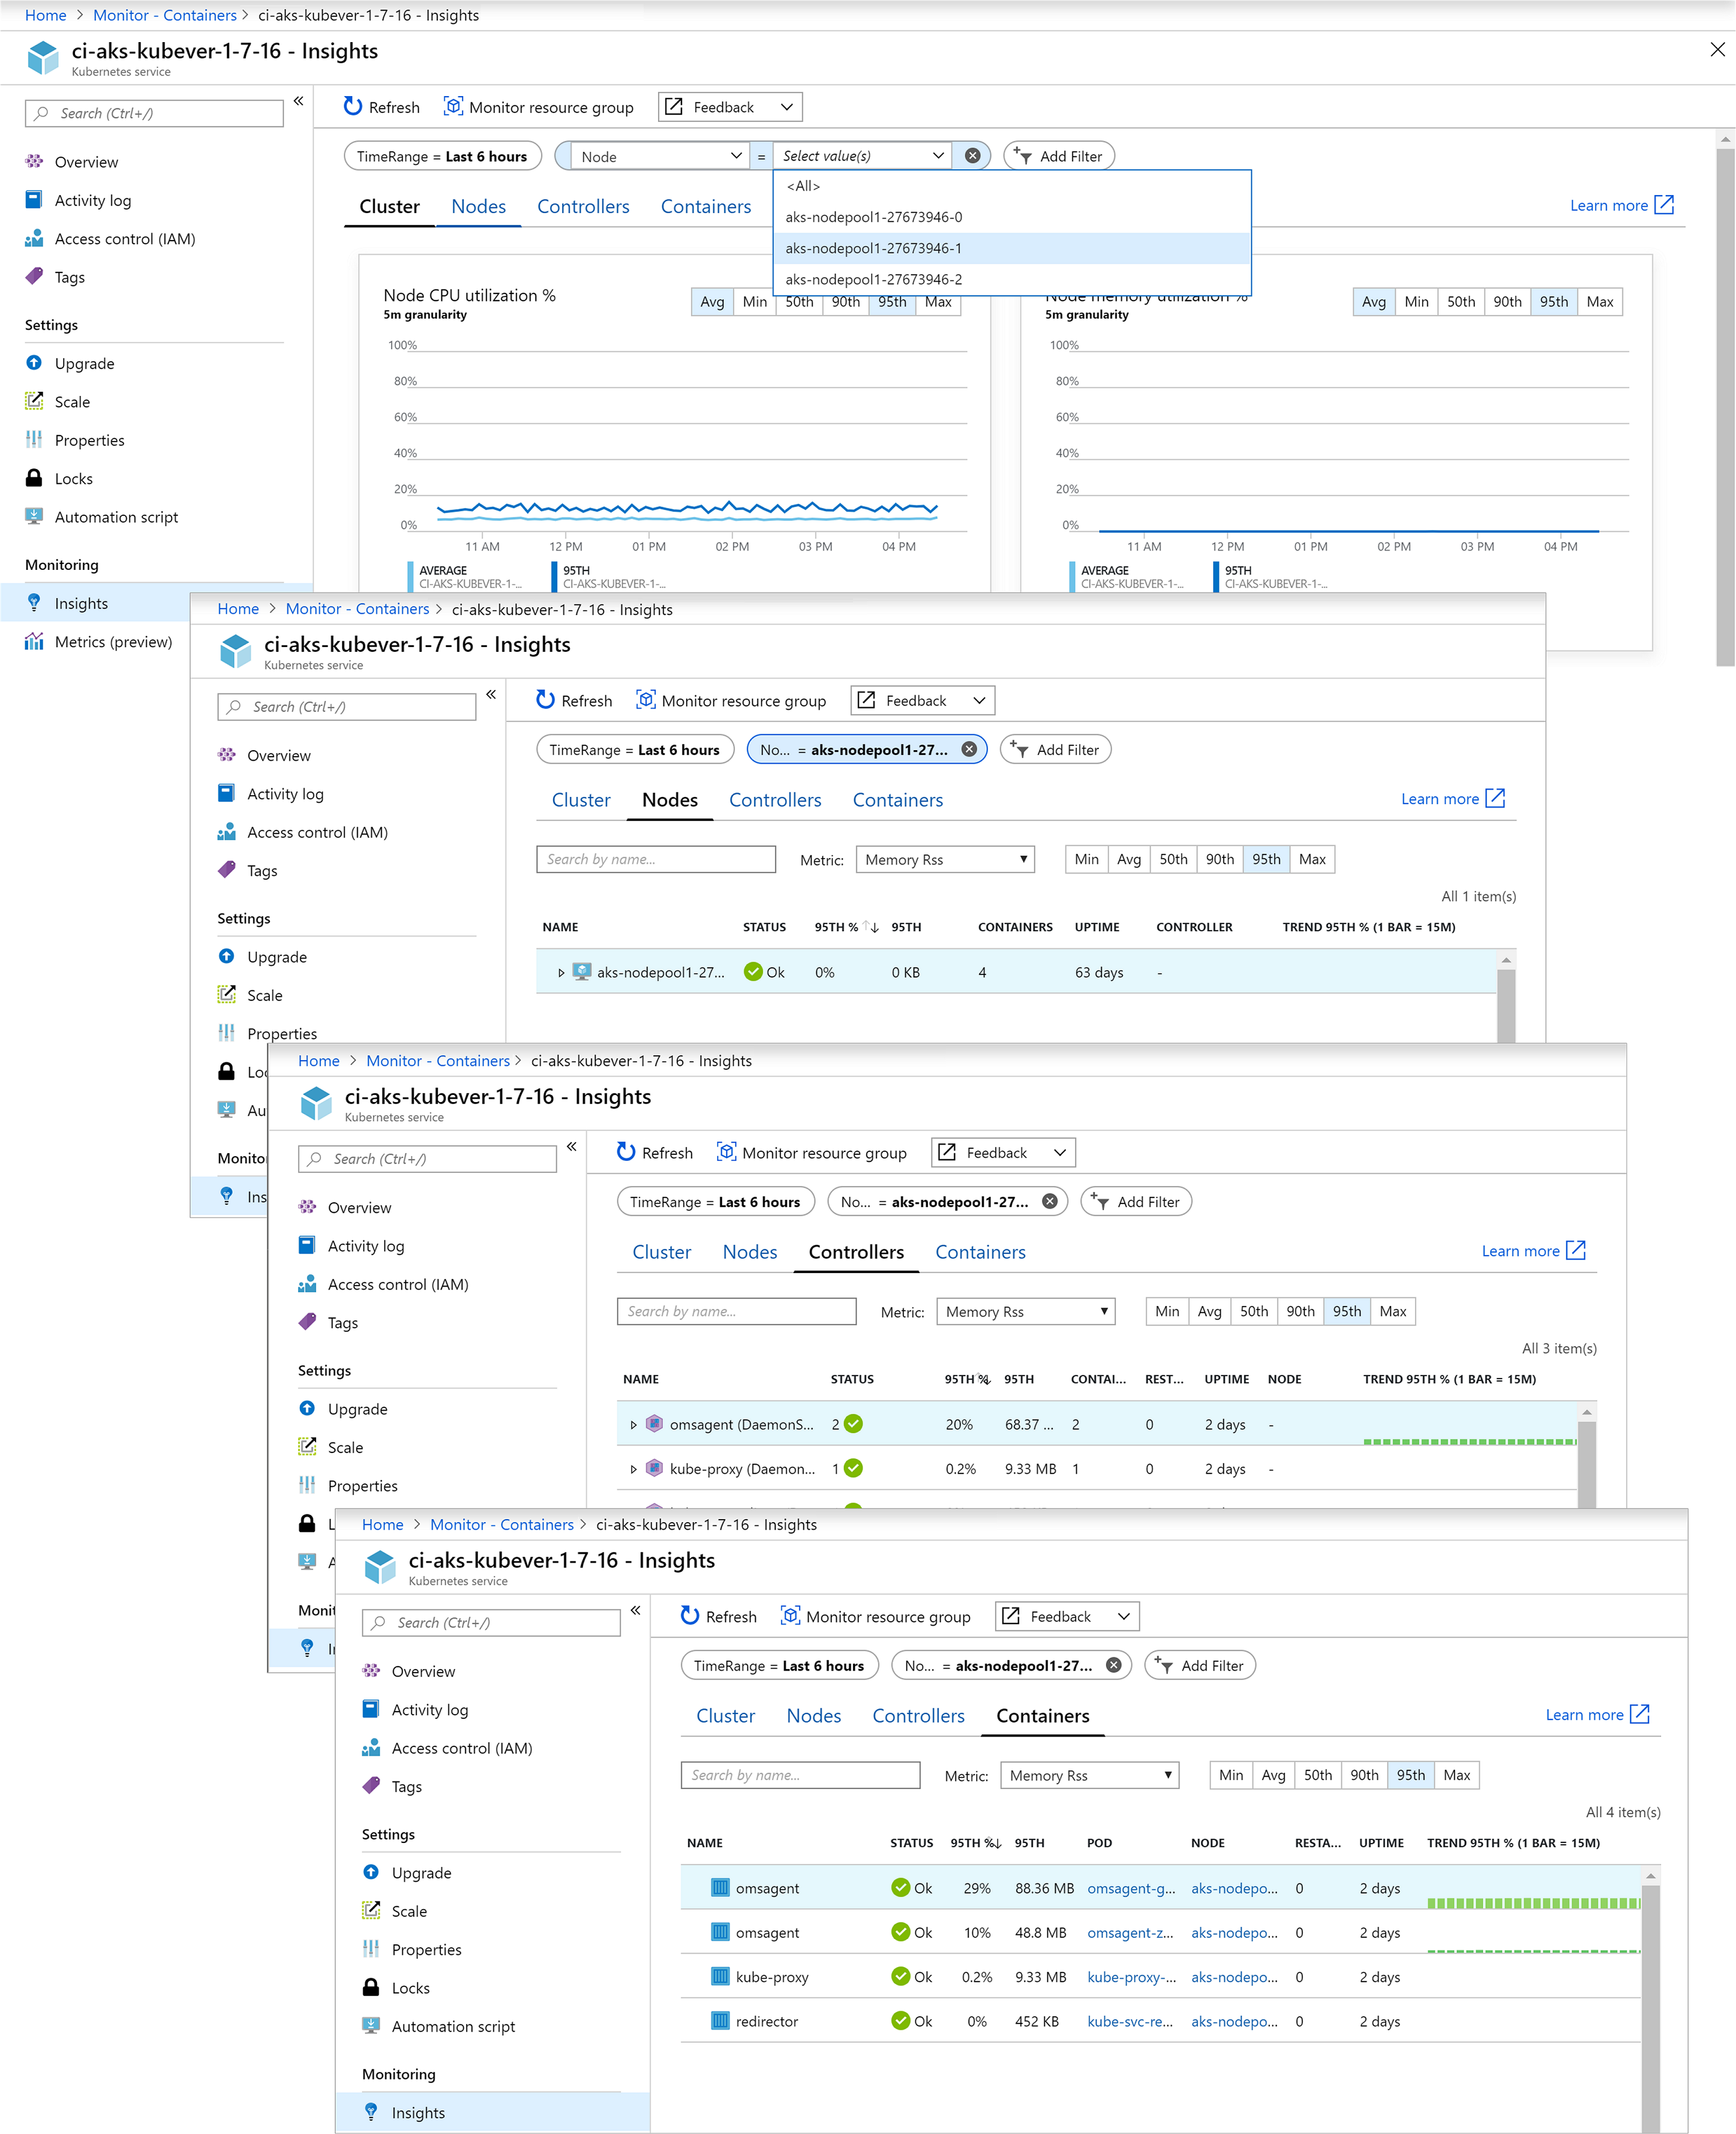 Home > Monitor - Containers > ci-aks-kubever-1-7-16 - Insights
ci-aks-kubever-1-7-16 - Insights
Kubernetes service
Search (Ctrl+/)
Overview
Activity log
Access control (IAM)
Tags
Settings
Upgrade
Scale
Properties
Locks
Automation script
Monitoring
Insights
Metrics (preview)
Refresh Monitor resource group Feedback
TimeRange = Last 6 hours Node = Select value(s) Add Filter
<All>
aks-nodepool1-27673946-0
aks-nodepool1-27673946-1
aks-nodepool1-27673946-2
Cluster Nodes Controllers Containers Learn more
Node CPU utilization %
5m granularity
Avg Min 50th 90th 95th Max
100%
80%
60%
40%
20%
0%
11 AM 12 PM 01 PM 02 PM 03 PM 04 PM
AVERAGE
CI-AKS-KUBEVER-1-...
95TH
CI-AKS-KUBEVER-1-...
Node memory utilization %
5m granularity
Avg Min 50th 90th 95th Max
100%
80%
60%
40%
20%
0%
11 AM 12 PM 01 PM 02 PM 03 PM 04 PM
AVERAGE
CI-AKS-KUBEVER-1-...
95TH
CI-AKS-KUBEVER-1-...
Home > Monitor - Containers > ci-aks-kubever-1-7-16 - Insights
ci-aks-kubever-1-7-16 - Insights
Kubernetes service
Search (Ctrl+/)
Overview
Activity log
Access control (IAM)
Tags
Settings
Upgrade
Scale
Properties
Lo
Au
Monito
Ins
Refresh Monitor resource group Feedback
TimeRange = Last 6 hours No... = aks-nodepool1-27... Add Filter
Cluster Nodes Controllers Containers Learn more
Search by name... Metric: Memory Rss Min Avg 50th 90th 95th Max
All 1 item(s)
NAME STATUS 95TH % 95TH CONTAINERS UPTIME CONTROLLER TREND 95TH % (1 BAR = 15M)
aks-nodepool1-27... Ok 0% 0 KB 4 63 days -
Home > Monitor - Containers > ci-aks-kubever-1-7-16 - Insights
ci-aks-kubever-1-7-16 - Insights
Kubernetes service
Search (Ctrl+/)
Overview
Activity log
Access control (IAM)
Tags
Settings
Upgrade
Scale
Properties
L
A
Monit
I
Refresh Monitor resource group Feedback
TimeRange = Last 6 hours No... = aks-nodepool1-27... Add Filter
Cluster Nodes Controllers Containers Learn more
Search by name... Metric: Memory Rss Min Avg 50th 90th 95th Max
All 3 item(s)
NAME STATUS 95TH % 95TH CONTAI... REST... UPTIME NODE TREND 95TH % (1 BAR = 15M)
omsagent (DaemonS... 2 20% 68.37 ... 2 0 2 days -
kube-proxy (Daemon... 1 0.2% 9.33 MB 1 0 2 days -
Home > Monitor - Containers > ci-aks-kubever-1-7-16 - Insights
ci-aks-kubever-1-7-16 - Insights
Kubernetes service
Search (Ctrl+/)
Overview
Activity log
Access control (IAM)
Tags
Settings
Upgrade
Scale
Properties
Locks
Automation script
Monitoring
Insights
Refresh Monitor resource group Feedback
TimeRange = Last 6 hours No... = aks-nodepool1-27... Add Filter
Cluster Nodes Controllers Containers Learn more
Search by name... Metric: Memory Rss Min Avg 50th 90th 95th Max
All 4 item(s)
NAME STATUS 95TH % 95TH POD NODE RESTA... UPTIME TREND 95TH % (1 BAR = 15M)
omsagent Ok 29% 88.36 MB omsagent-g... aks-nodepo... 0 2 days
omsagent Ok 10% 48.8 MB omsagent-z... aks-nodepo... 0 2 days
kube-proxy Ok 0.2% 9.33 MB kube-proxy-... aks-nodepo... 0 2 days
redirector Ok 0% 452 KB kube-svc-re... aks-nodepo... 0 2 days